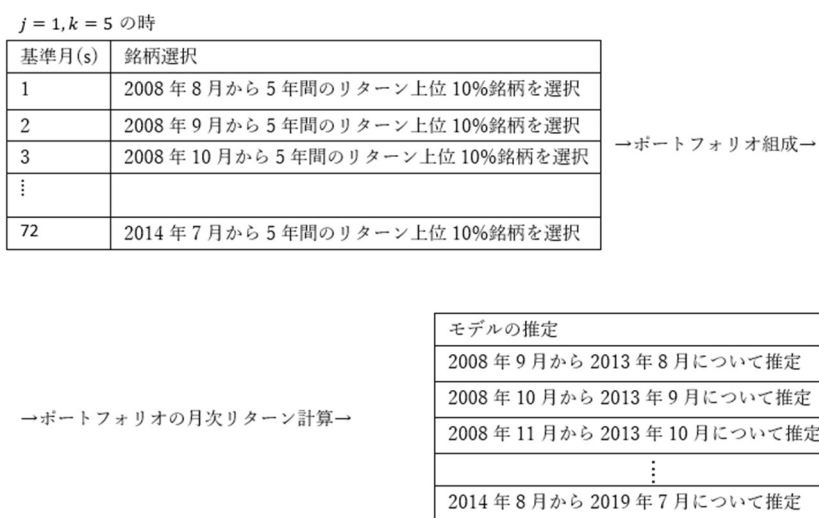 j = 1, k = 5 の時
基準月(s) 銘柄選択
1 2008 年 8 月から 5 年間のリターン上位 10%銘柄を選択
2 2008 年 9 月から 5 年間のリターン上位 10%銘柄を選択
3 2008 年 10 月から 5 年間のリターン上位 10%銘柄を選択
⋮
72 2014 年 7 月から 5 年間のリターン上位 10%銘柄を選択
→ポートフォリオ組成→
→ポートフォリオの月次リターン計算→
モデルの推定
2008 年 9 月から 2013 年 8 月について推定
2008 年 10 月から 2013 年 9 月について推定
2008 年 11 月から 2013 年 10 月について推定
⋮
2014 年 8 月から 2019 年 7 月について推定